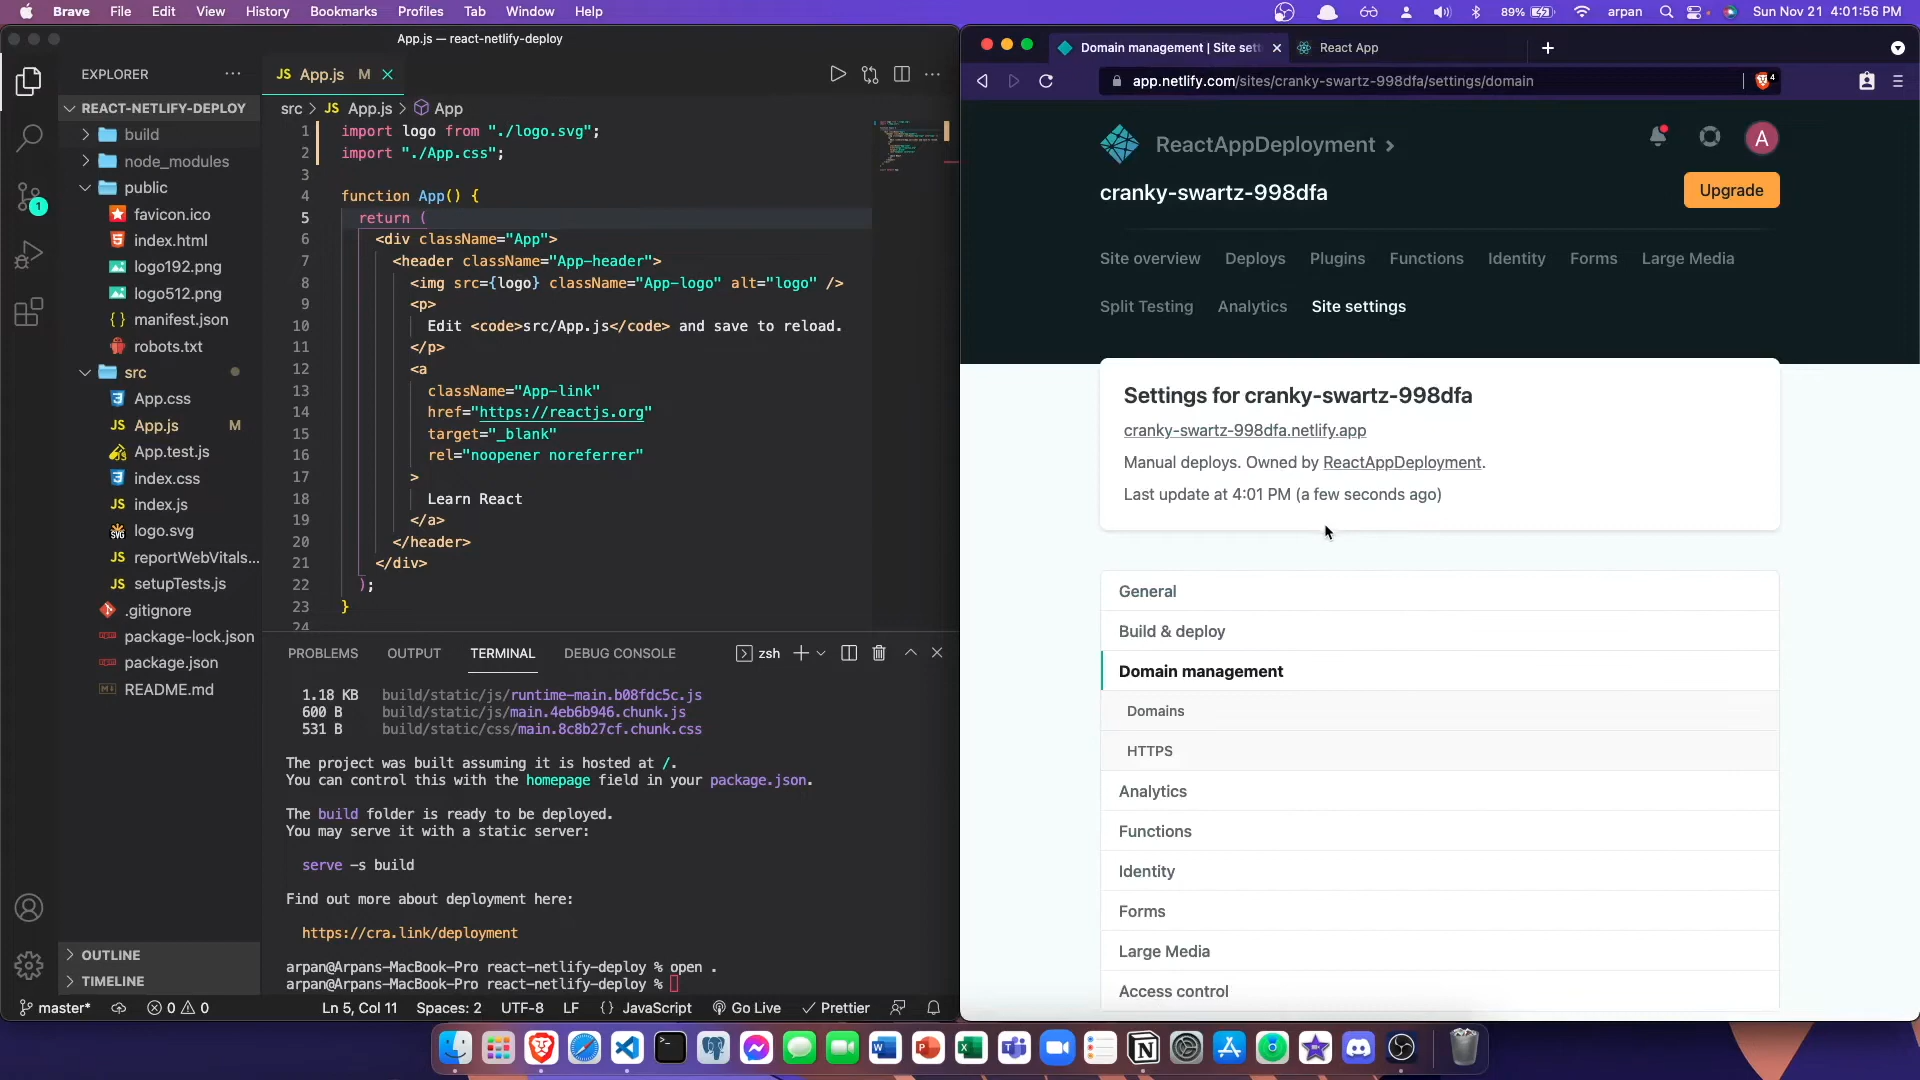 Brave File Edit View History Bookmarks Profiles Tab Window Help
89% arpan Sun Nov 21 4:01:56 PM
App.js — react-netlify-deploy
EXPLORER ...
REACT-NETLIFY-DEPLOY
build
node_modules
public
favicon.ico
index.html
logo192.png
logo512.png
{} manifest.json
robots.txt
src
App.css
JS App.js M
App.test.js
index.css
JS index.js
logo.svg
JS reportWebVitals...
JS setupTests.js
.gitignore
package-lock.json
package.json
README.md
OUTLINE
TIMELINE
JS App.js M
src > JS App.js > App
1 import logo from "./logo.svg";
2 import "./App.css";
3
4 function App() {
5 return (
6 <div className="App">
7 <header className="App-header">
8 <img src={logo} className="App-logo" alt="logo" />
9 <p>
10 Edit <code>src/App.js</code> and save to reload.
11 </p>
12 <a
13 className="App-link"
14 href="https://reactjs.org"
15 target="_blank"
16 rel="noopener noreferrer"
17 >
18 Learn React
19 </a>
20 </header>
21 </div>
22 );
23 }
24
PROBLEMS OUTPUT TERMINAL DEBUG CONSOLE zsh
1.18 KB build/static/js/runtime-main.b08fdc5c.js
600 B build/static/js/main.4eb6b946.chunk.js
531 B build/static/css/main.8c8b27cf.chunk.css
The project was built assuming it is hosted at /.
You can control this with the homepage field in your package.json.
The build folder is ready to be deployed.
You may serve it with a static server:
serve -s build
Find out more about deployment here:
https://cra.link/deployment
arpan@Arpans-MacBook-Pro react-netlify-deploy % open .
arpan@Arpans-MacBook-Pro react-netlify-deploy %
master* 0 0 Ln 5, Col 11 Spaces: 2 UTF-8 LF {} JavaScript Go Live Prettier
Domain management | Site sett React App
app.netlify.com/sites/cranky-swartz-998dfa/settings/domain 4
ReactAppDeployment >
A
cranky-swartz-998dfa
Upgrade
Site overview Deploys Plugins Functions Identity Forms Large Media
Split Testing Analytics Site settings
Settings for cranky-swartz-998dfa
cranky-swartz-998dfa.netlify.app
Manual deploys. Owned by ReactAppDeployment.
Last update at 4:01 PM (a few seconds ago)
General
Build & deploy
Domain management
Domains
HTTPS
Analytics
Functions
Identity
Forms
Large Media
Access control